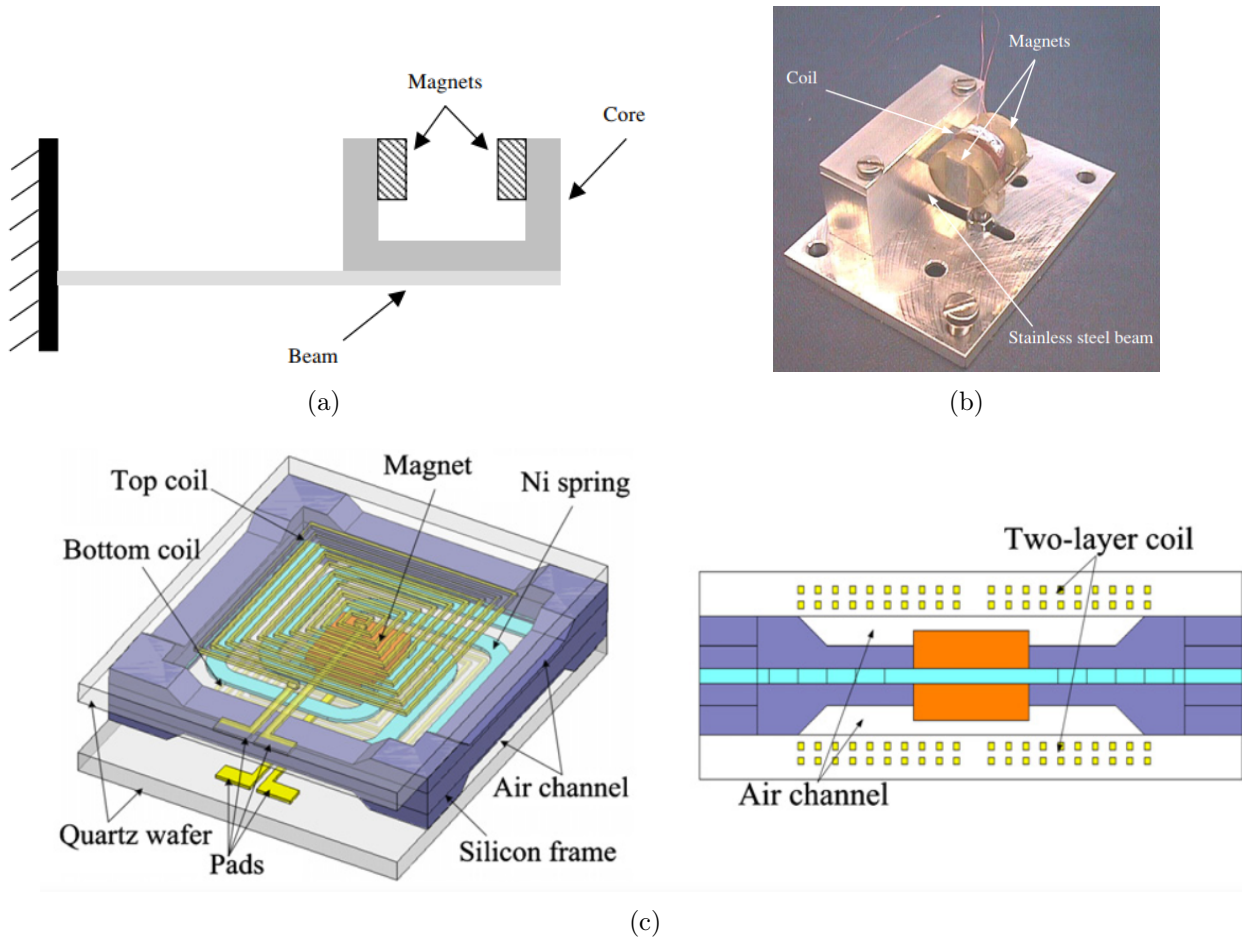 Magnets
Core
Beam
(a)
Magnets
Coil
Stainless steel beam
(b)
Magnet
Top coil
Ni spring
Bottom coil
Air channel
Quartz wafer
Pads
Silicon frame
Two-layer coil
Air channel
(c)